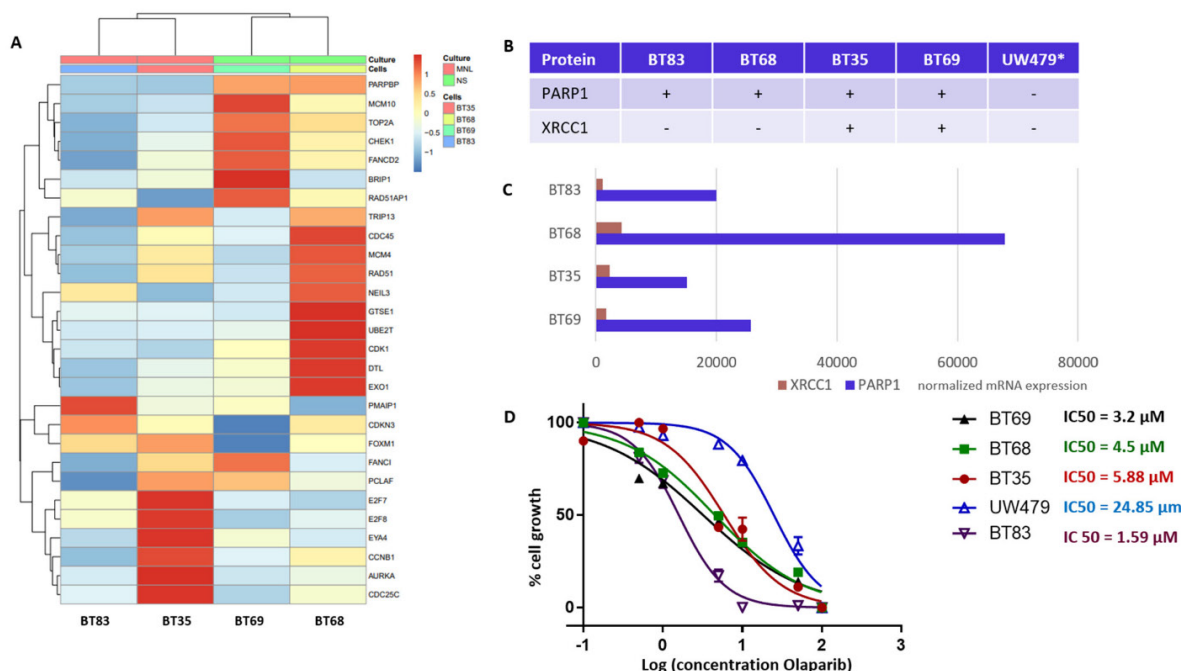 A
Culture
Cells
PARPBP
MCM10
TOP2A
CHEK1
FANCD2
BRIP1
RAD51AP1
TRIP13
CDC45
MCM4
RAD51
NEIL3
GTSE1
UBE2T
CDK1
DTL
EXO1
PMAIP1
CDKN3
FOXM1
FANCI
PCLAF
E2F7
E2F8
EYA4
CCNB1
AURKA
CDC25C
BT83 BT35 BT69 BT68
1
0.5
0
−0.5
−1
Culture
MNL
NS
Cells
BT35
BT68
BT69
BT83
B
Protein BT83 BT68 BT35 BT69 UW479*
PARP1 + + + + -
XRCC1 - - + + -
C
BT83
BT68
BT35
BT69
0 20000 40000 60000 80000
XRCC1 PARP1 normalized mRNA expression
D
% cell growth
100
50
0
-1 0 1 2 3
Log (concentration Olaparib)
BT69 IC50 = 3.2 µM
BT68 IC50 = 4.5 µM
BT35 IC50 = 5.88 µM
UW479 IC50 = 24.85 µm
BT83 IC 50 = 1.59 µM